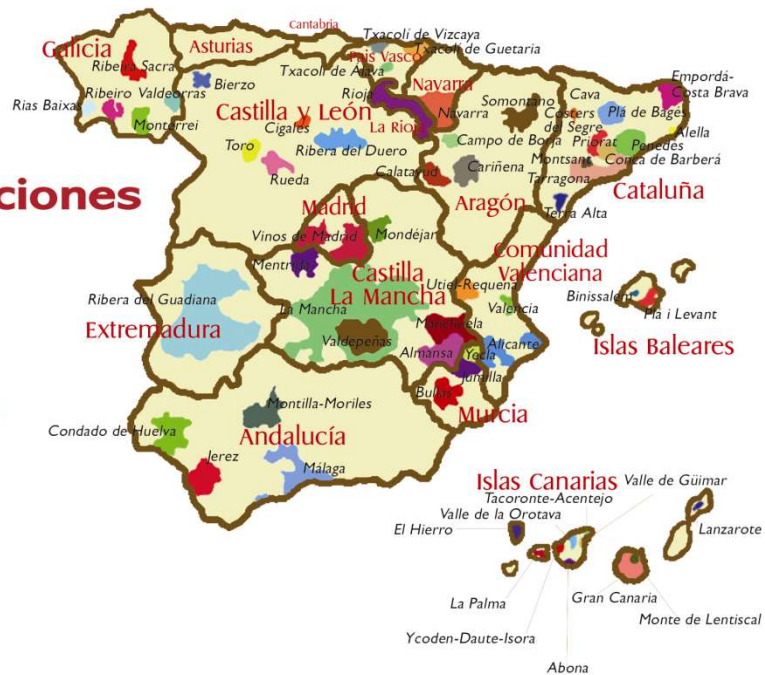 Cantabria
Txacolí de Vizcaya
Galicia
Asturias
Txacolí de Guetaria
País Vasco
Ribeira Sacra
Txacolí de Alava
Ribeiro
Valdeorras
Bierzo
Rioja
Navarra
Rias Baixas
Monterrei
Castilla y León
La Rioja
Navarra
Somontano
Cava
Empordá-
Costa Brava
Costers
del Segre
Plá de Bagés
Cigales
Toro
Ribera del Duero
Campo de Borja
Priorat
Alella
Penedés
Montsant
Conca de Barberá
Rueda
Calatayud
Cariñena
Tarragona
Cataluña
ciones
Aragón
Terra Alta
Madrid
Vinos de Madrid
Mondéjar
Comunidad
Valenciana
Mentrida
Castilla
La Mancha
Utiel-Requena
Ribera del Guadiana
La Mancha
Valencia
Binissalem
Pla i Levant
Extremadura
Manchuela
Valdepeñas
Almansa
Yecla
Alicante
Islas Baleares
Jumilla
Bullas
Murcia
Montilla-Moriles
Condado de Huelva
Andalucía
Jerez
Málaga
Islas Canarias
Tacoronte-Acentejo
Valle de Güimar
Valle de la Orotava
El Hierro
Lanzarote
La Palma
Gran Canaria
Monte de Lentiscal
Ycoden-Daute-Isora
Abona